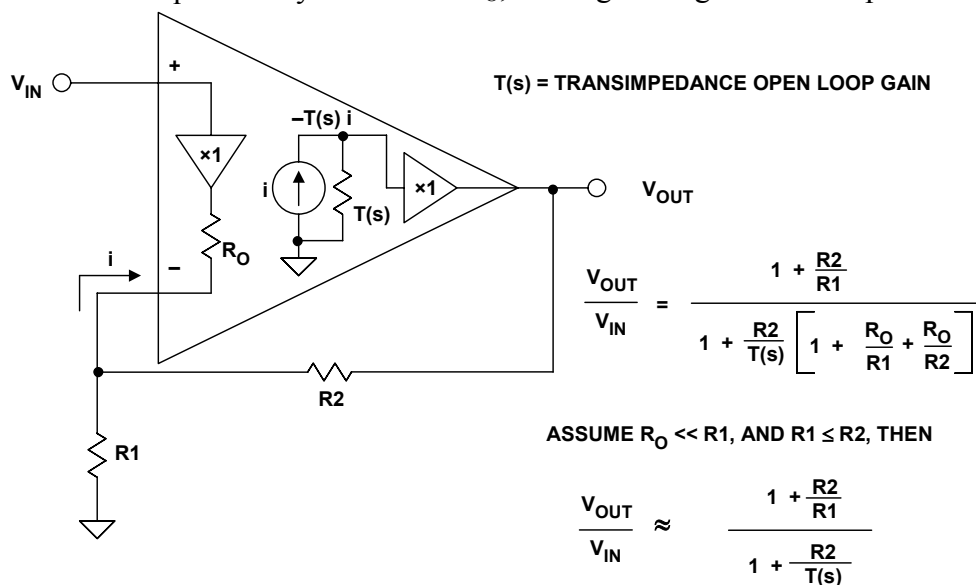 +
V_IN
T(s) = TRANSIMPEDANCE OPEN LOOP GAIN
–T(s) i
×1
i
T(s)
×1
V_OUT
R_O
i
–
V_OUT / V_IN = (1 + R2/R1) / (1 + R2/T(s) [1 + R_O/R1 + R_O/R2])
R2
R1
ASSUME R_O << R1, AND R1 ≤ R2, THEN
V_OUT / V_IN ≈ (1 + R2/R1) / (1 + R2/T(s))